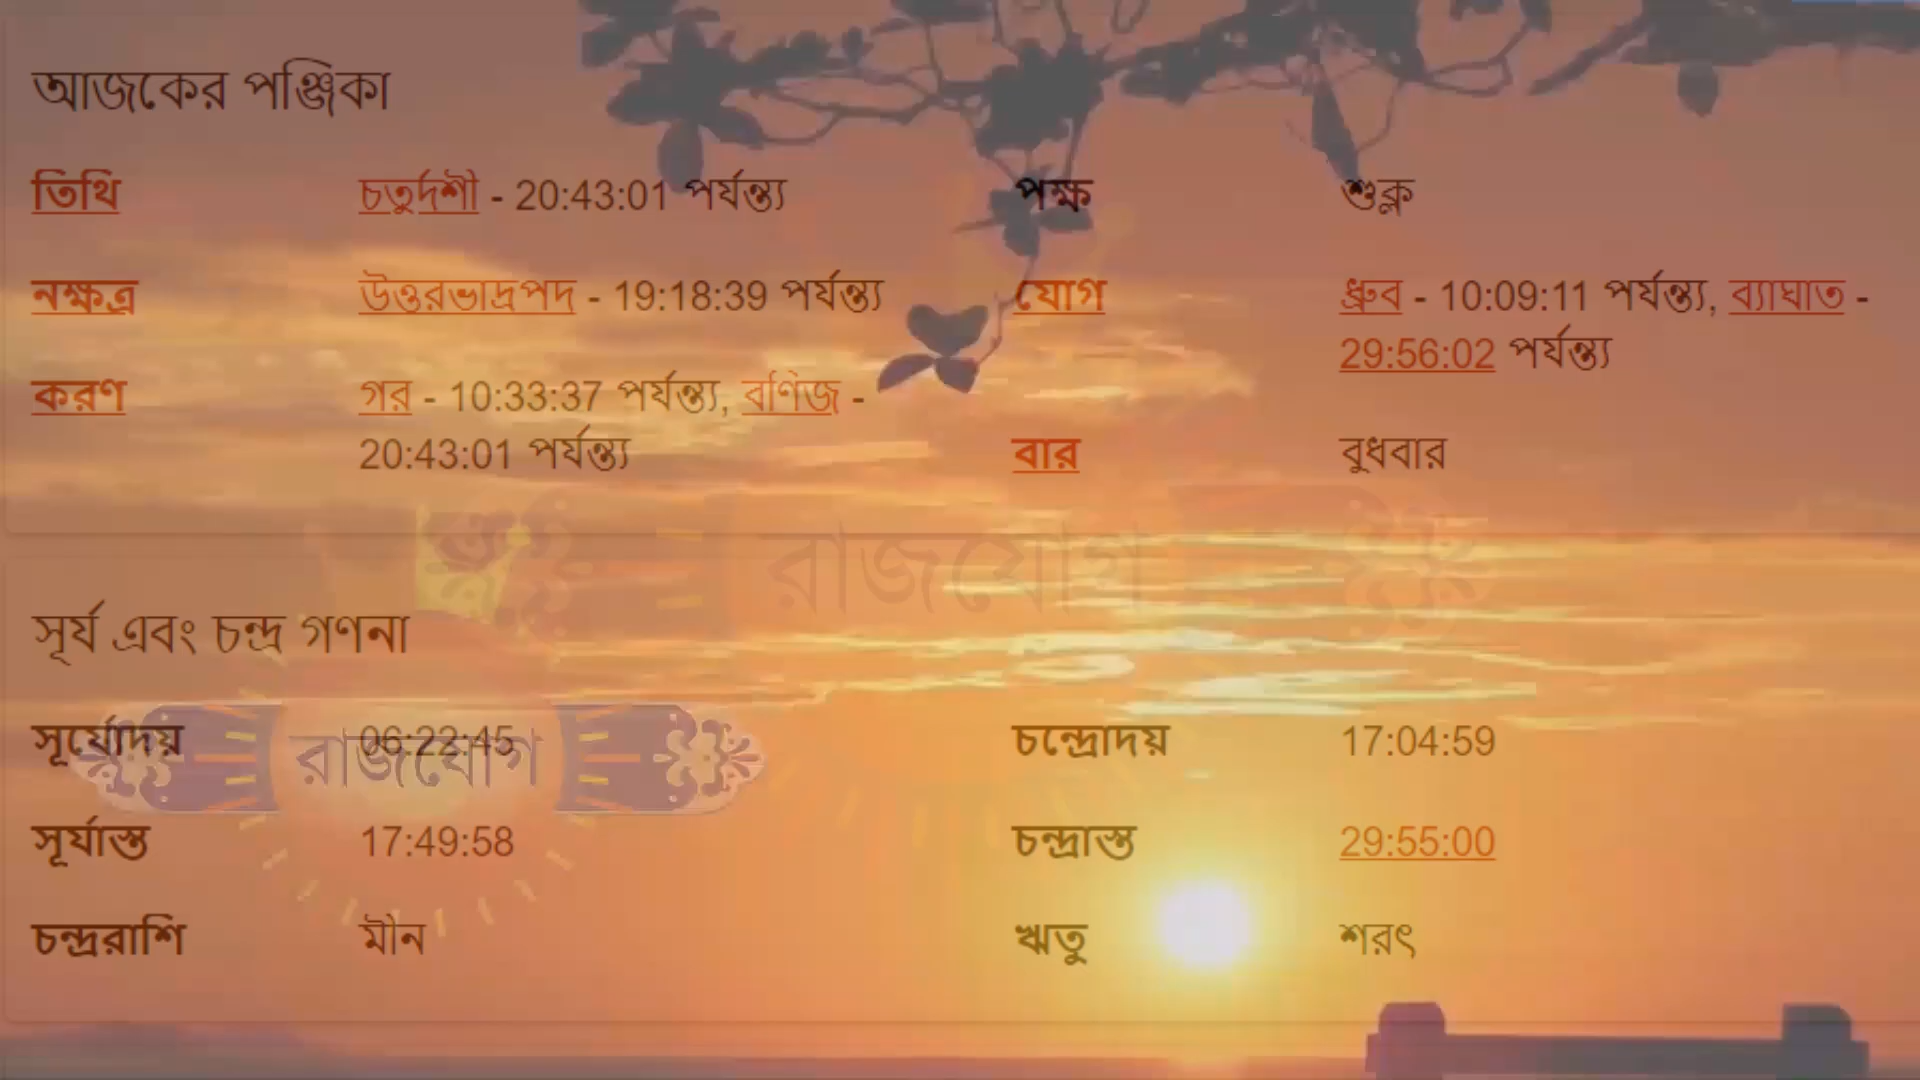 আজকের পঞ্জিকা
তিথি চতুর্দশী - 20:43:01 পর্যন্ত্য পক্ষ শুক্ল
নক্ষত্র উত্তরভাদ্রপদ - 19:18:39 পর্যন্ত্য যোগ ধ্রুব - 10:09:11 পর্যন্ত্য, ব্যাঘাত -
29:56:02 পর্যন্ত্য
করণ গর - 10:33:37 পর্যন্ত্য, বণিজ -
20:43:01 পর্যন্ত্য বার বুধবার
রাজযোগ
সূর্য এবং চন্দ্র গণনা
সূর্যোদয় 06:22:45 চন্দ্রোদয় 17:04:59
রাজযোগ
সূর্যাস্ত 17:49:58 চন্দ্রাস্ত 29:55:00
চন্দ্ররাশি মীন ঋতু শরৎ